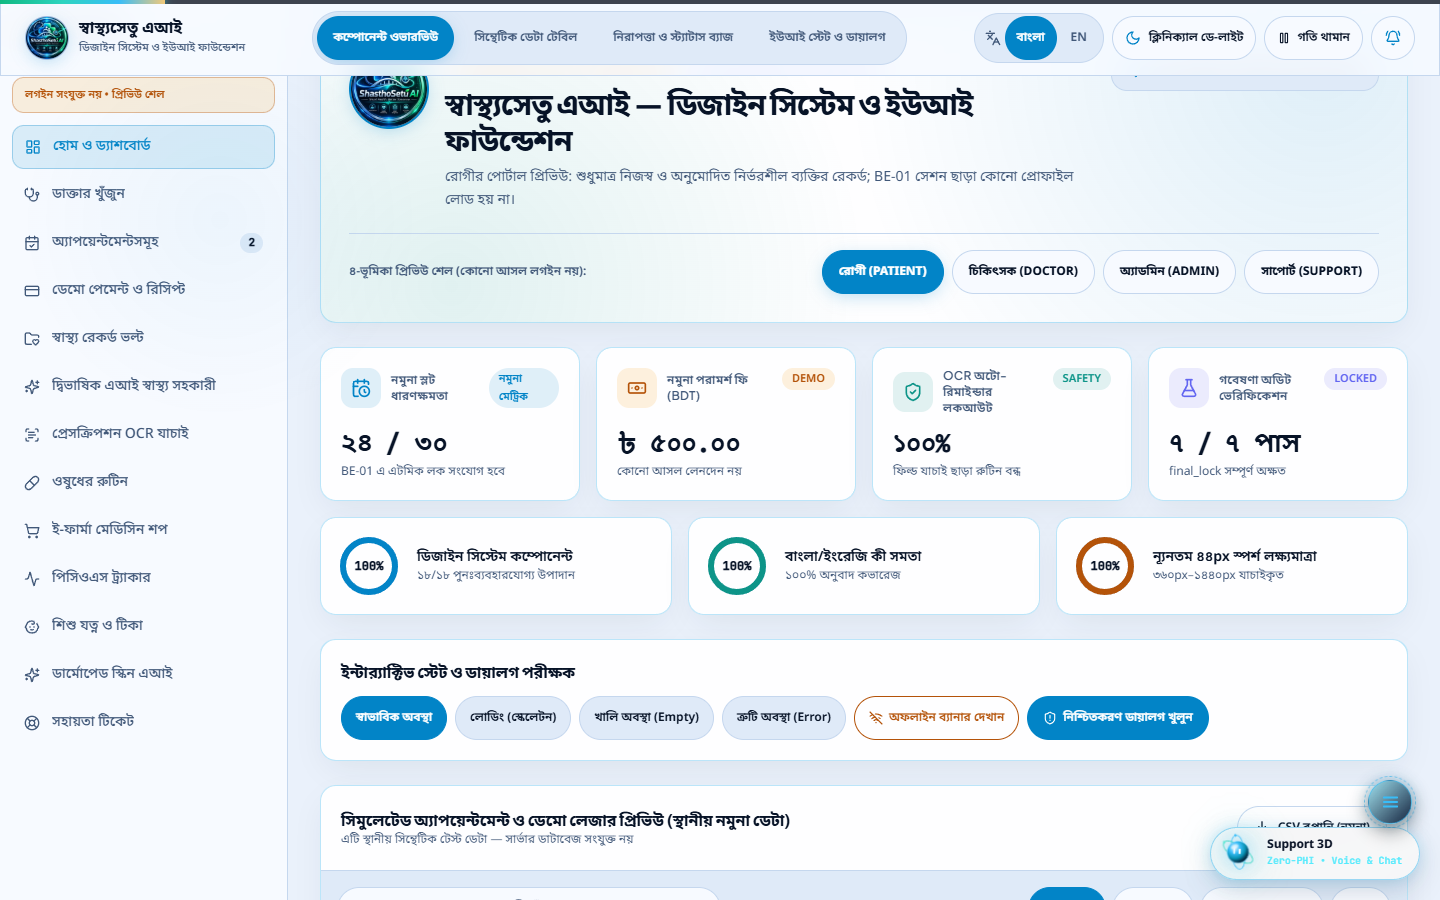 স্বাস্থ্যসেতু এআই
ডিজাইন সিস্টেম ও ইউআই ফাউন্ডেশন
কম্পোনেন্ট ওভারভিউ
সিন্থেটিক ডেটা টেবিল
নিরাপত্তা ও স্ট্যাটাস ব্যাজ
ইউআই স্টেট ও ডায়ালগ
বাংলা
EN
ক্লিনিক্যাল ডে-লাইট
গতি থামান
লগইন সংযুক্ত নয় • প্রিভিউ শেল
হোম ও ড্যাশবোর্ড
ডাক্তার খুঁজুন
অ্যাপয়েন্টমেন্টসমূহ
2
ডেমো পেমেন্ট ও রিসিপ্ট
স্বাস্থ্য রেকর্ড ভল্ট
দ্বিভাষিক এআই স্বাস্থ্য সহকারী
প্রেসক্রিপশন OCR যাচাই
ওষুধের রুটিন
ই-ফার্মা মেডিসিন শপ
পিসিওএস ট্র্যাকার
শিশু যত্ন ও টিকা
ডার্মোপেড স্কিন এআই
সহায়তা টিকেট
ShasthoSetu AI
স্বাস্থ্যসেতু এআই — ডিজাইন সিস্টেম ও ইউআই
ফাউন্ডেশন
রোগীর পোর্টাল প্রিভিউ: শুধুমাত্র নিজস্ব ও অনুমোদিত নির্ভরশীল ব্যক্তির রেকর্ড; BE-01 সেশন ছাড়া কোনো প্রোফাইল
লোড হয় না।
৪-ভূমিকা প্রিভিউ শেল (কোনো আসল লগইন নয়):
রোগী (PATIENT)
চিকিৎসক (DOCTOR)
অ্যাডমিন (ADMIN)
সাপোর্ট (SUPPORT)
নমুনা স্লট
ধারণক্ষমতা
নমুনা
মেট্রিক
২৪ / ৩০
BE-01 এ এটমিক লক সংযোগ হবে
নমুনা পরামর্শ ফি
(BDT)
DEMO
৳ ৫০০.০০
কোনো আসল লেনদেন নয়
OCR অটো-
রিমাইন্ডার
লকআউট
SAFETY
১০০%
ফিল্ড যাচাই ছাড়া রুটিন বন্ধ
গবেষণা অডিট
ভেরিফিকেশন
LOCKED
৭ / ৭ পাস
final_lock সম্পূর্ণ অক্ষত
100%
ডিজাইন সিস্টেম কম্পোনেন্ট
১৮/১৮ পুনঃব্যবহারযোগ্য উপাদান
100%
বাংলা/ইংরেজি কী সমতা
১০০% অনুবাদ কভারেজ
100%
ন্যূনতম ৪৪px স্পর্শ লক্ষ্যমাত্রা
৩৬০px–১৪৪০px যাচাইকৃত
ইন্টার‍্যাক্টিভ স্টেট ও ডায়ালগ পরীক্ষক
স্বাভাবিক অবস্থা
লোডিং (স্কেলেটন)
খালি অবস্থা (Empty)
ত্রুটি অবস্থা (Error)
অফলাইন ব্যানার দেখান
নিশ্চিতকরণ ডায়ালগ খুলুন
সিমুলেটেড অ্যাপয়েন্টমেন্ট ও ডেমো লেজার প্রিভিউ (স্থানীয় নমুনা ডেটা)
এটি স্থানীয় সিন্থেটিক টেস্ট ডেটা — সার্ভার ডাটাবেজ সংযুক্ত নয়
Support 3D
Zero-PHI • Voice & Chat